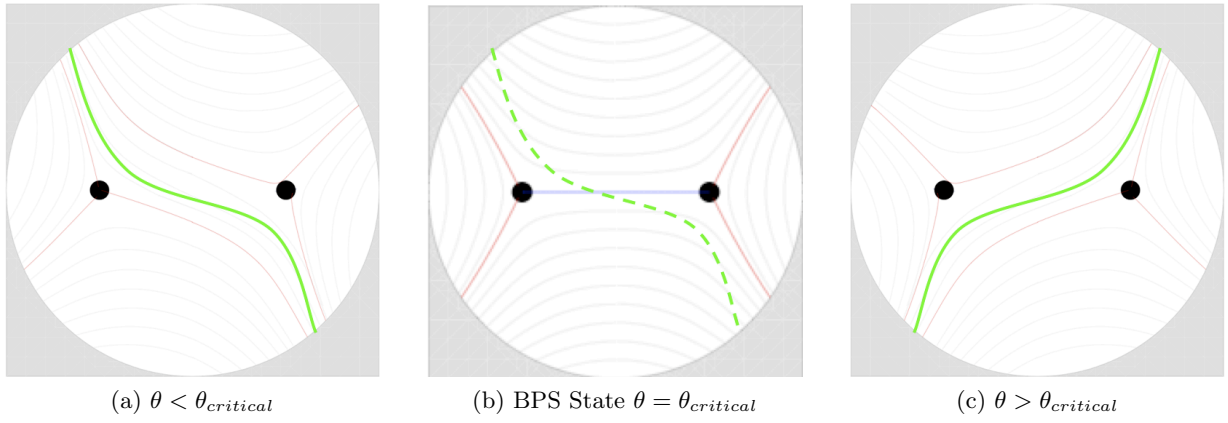 (a) θ < θ_critical
(b) BPS State θ = θ_critical
(c) θ > θ_critical